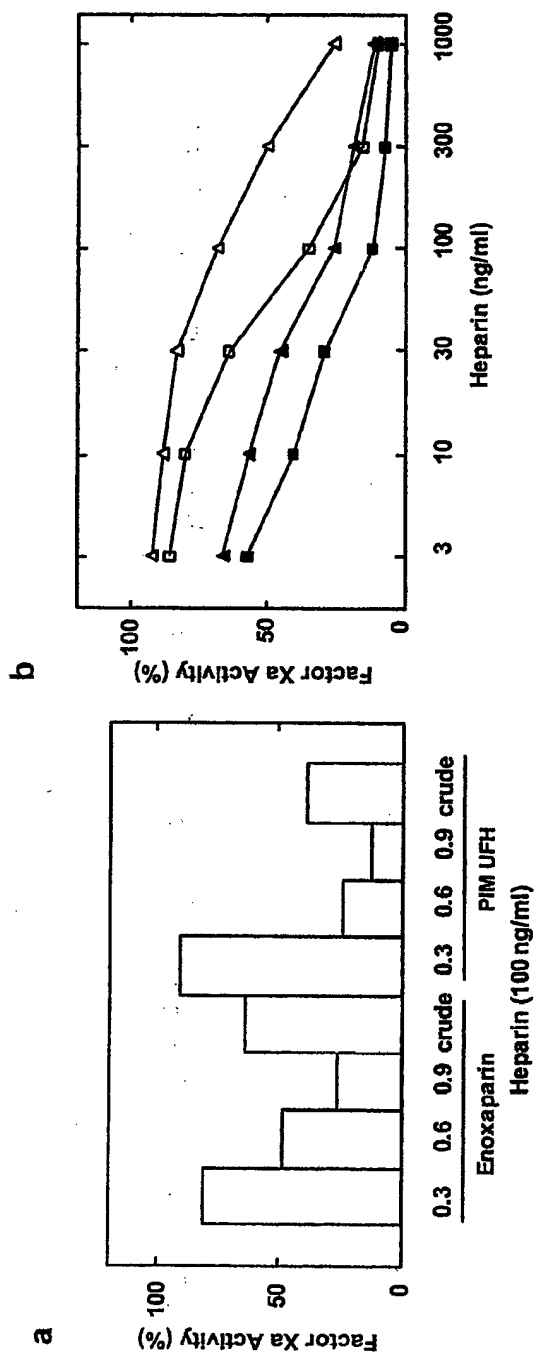 a
Factor Xa Activity (%)
100
50
0
0.3 0.6 0.9 crude 0.3 0.6 0.9 crude
Enoxaparin PIM UFH
Heparin (100 ng/ml)
b
Factor Xa Activity (%)
100
50
0
3 10 30 100 300 1000
Heparin (ng/ml)